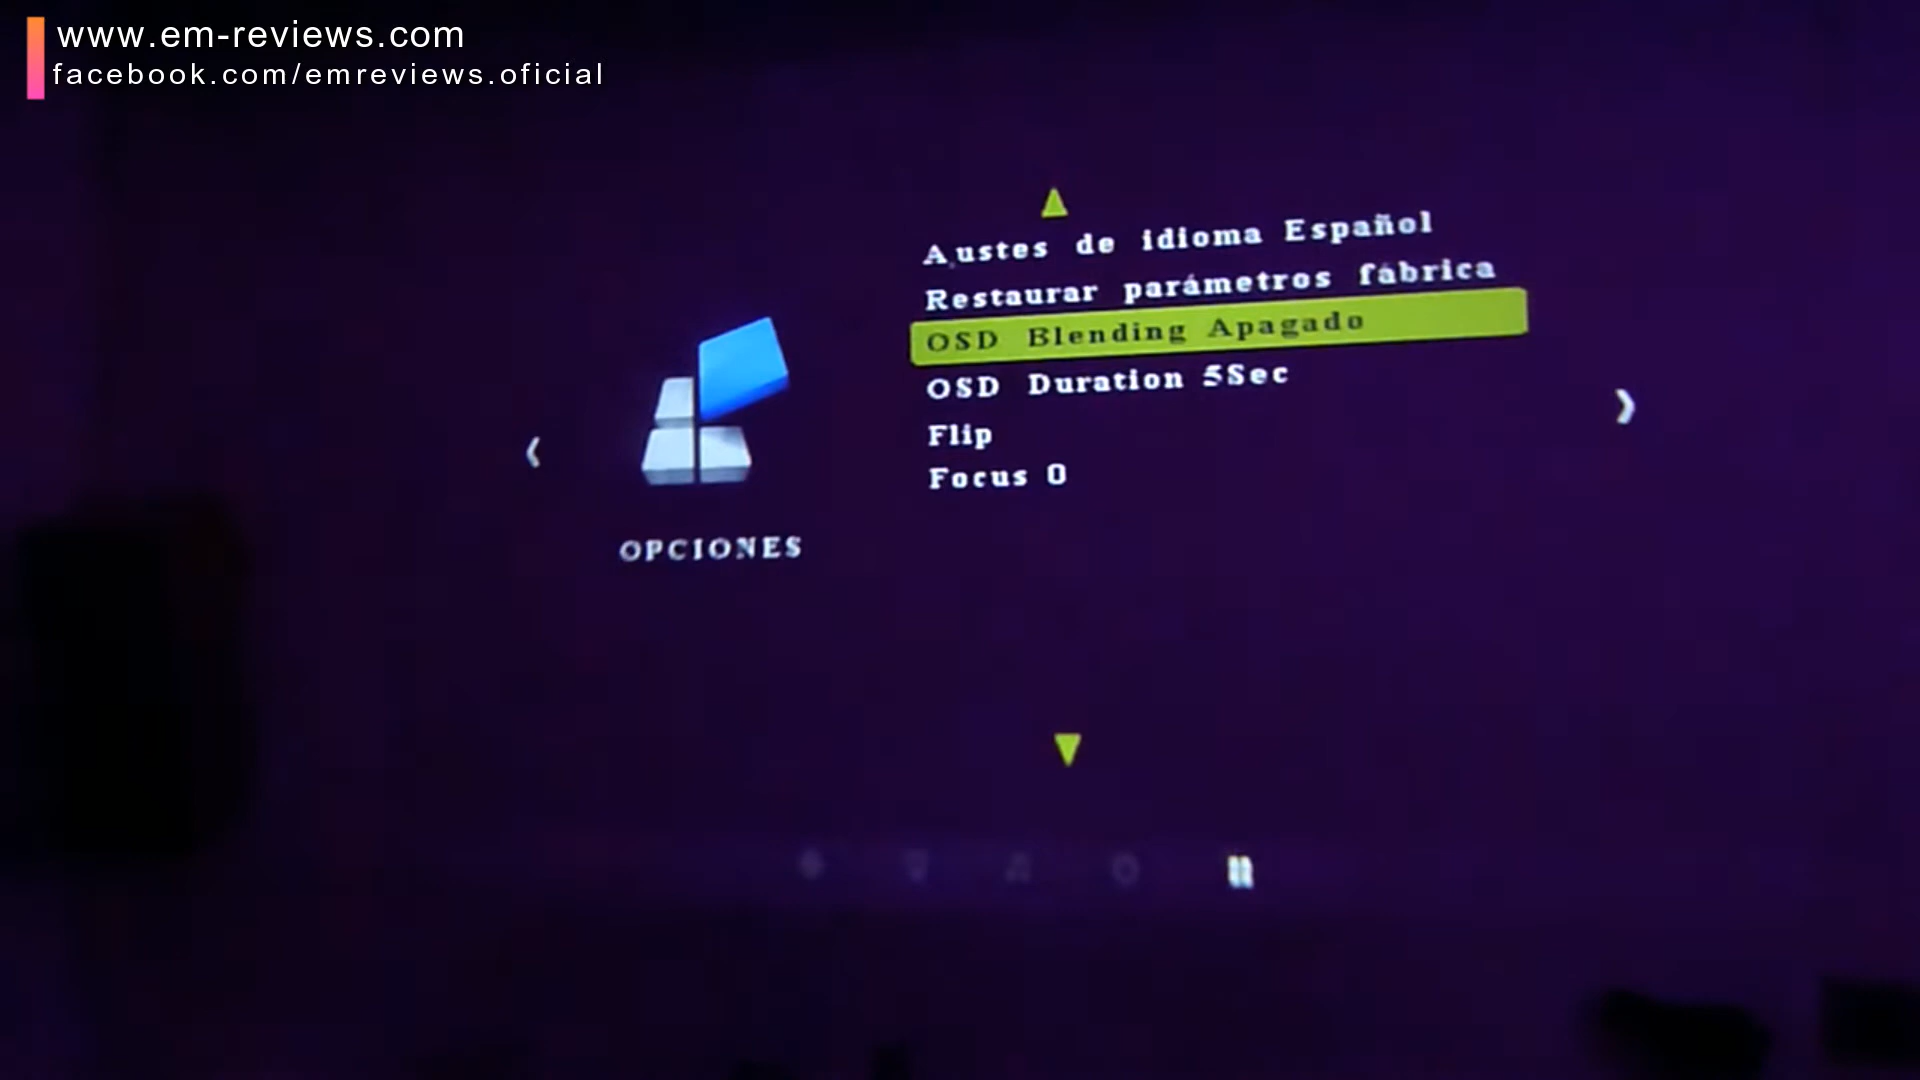 www.em-reviews.com
facebook.com/emreviews.oficial
Ajustes de idioma Español
Restaurar parámetros fábrica
OSD Blending Apagado
OSD Duration 5Sec
Flip
Focus 0
OPCIONES